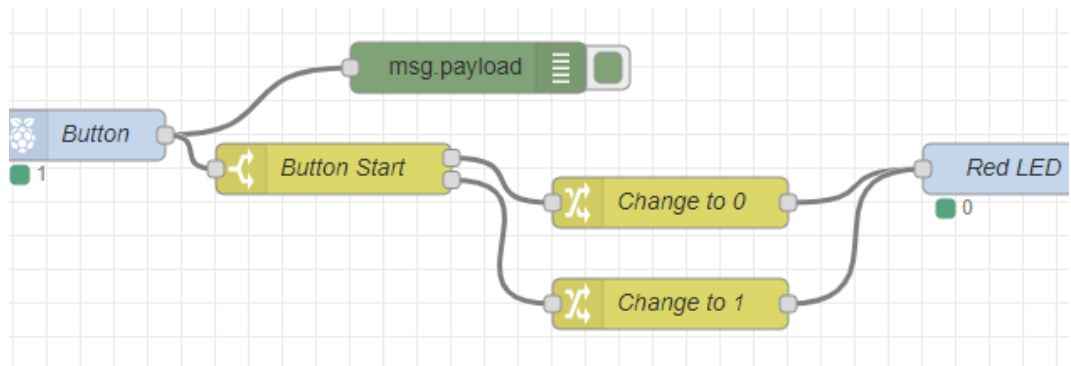 msg.payload
Button
1
Button Start
Change to 0
Red LED
0
Change to 1